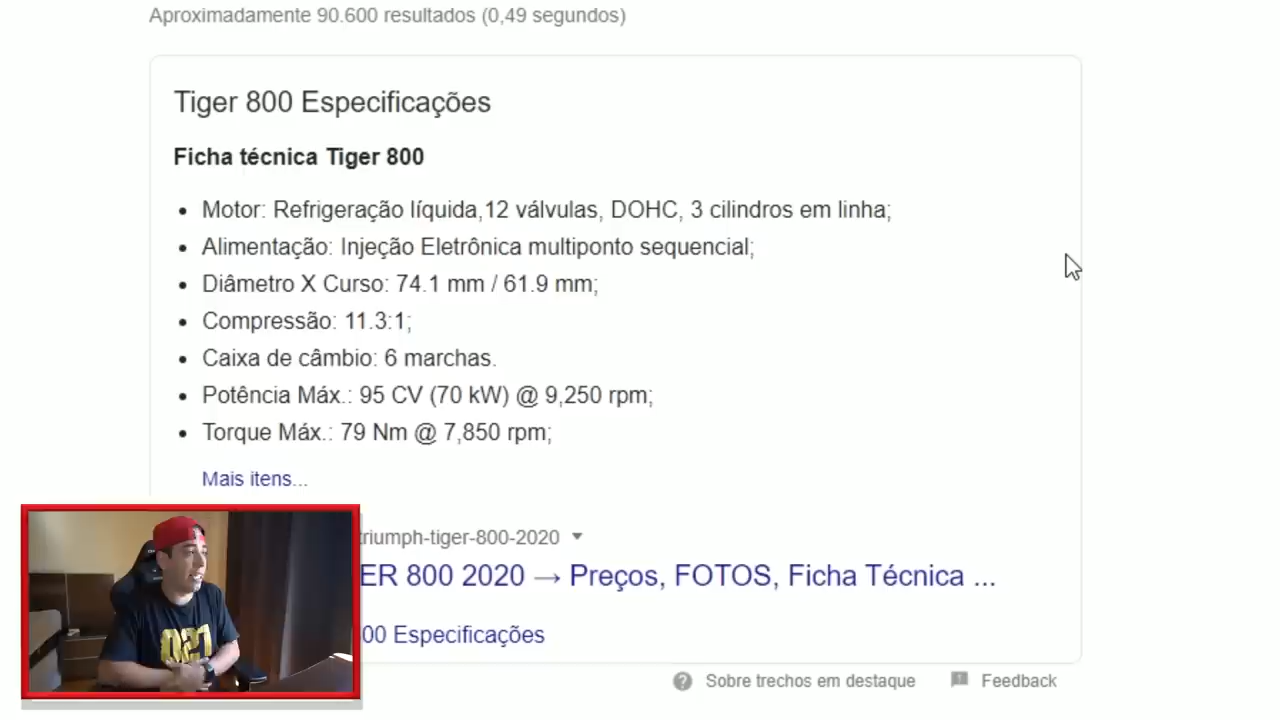 Aproximadamente 90.600 resultados (0,49 segundos)
Tiger 800 Especificações
Ficha técnica Tiger 800
• Motor: Refrigeração líquida,12 válvulas, DOHC, 3 cilindros em linha;
• Alimentação: Injeção Eletrônica multiponto sequencial;
• Diâmetro X Curso: 74.1 mm / 61.9 mm;
• Compressão: 11.3:1;
• Caixa de câmbio: 6 marchas.
• Potência Máx.: 95 CV (70 kW) @ 9,250 rpm;
• Torque Máx.: 79 Nm @ 7,850 rpm;
Mais itens...
triumph-tiger-800-2020
ER 800 2020 → Preços, FOTOS, Ficha Técnica ...
00 Especificações
021
Sobre trechos em destaque
Feedback